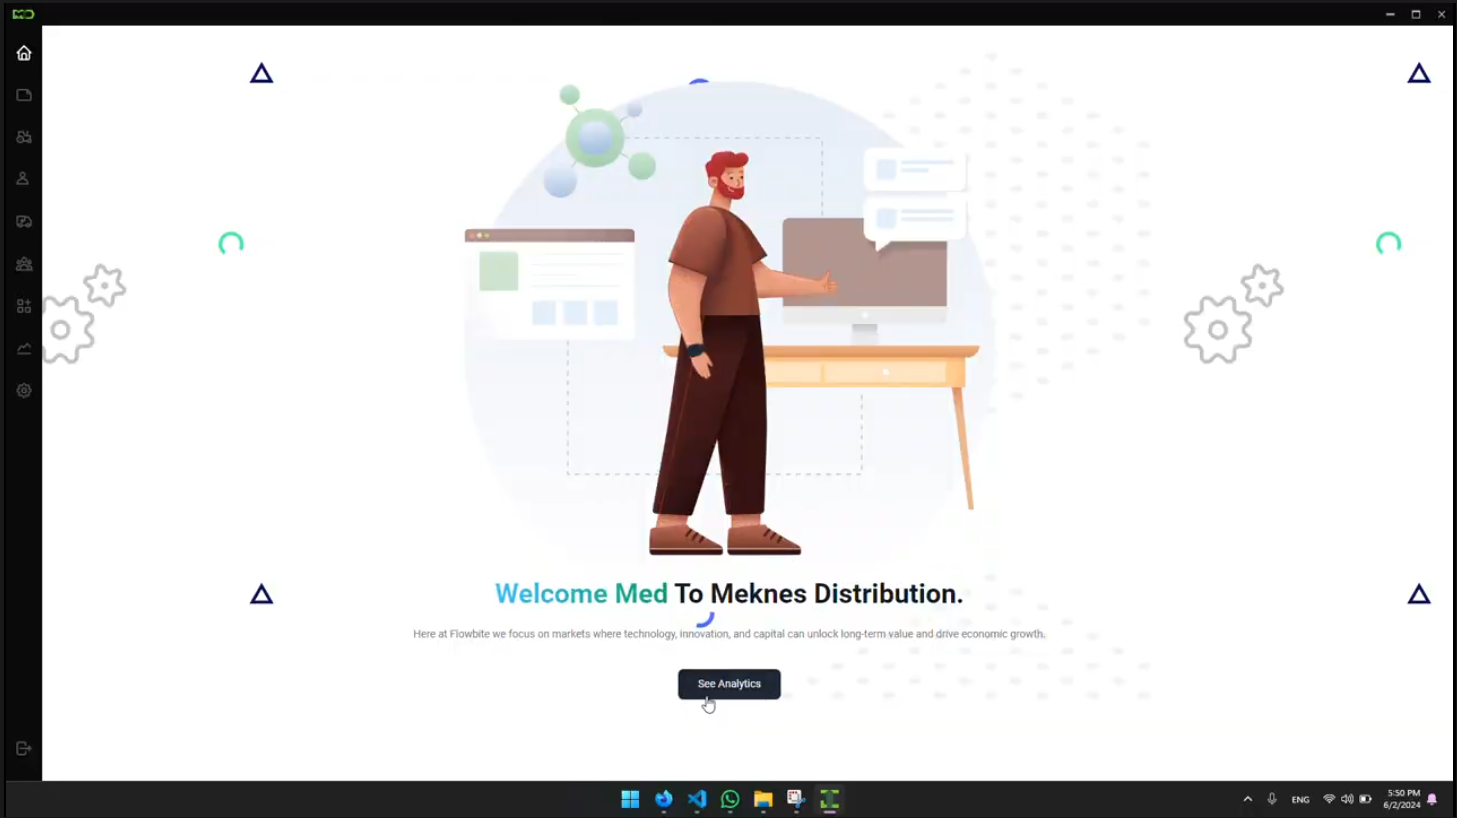 Welcome Med To Meknes Distribution.
Here at Flowbite we focus on markets where technology, innovation, and capital can unlock long-term value and drive economic growth.
See Analytics
ENG
5:50 PM
6/2/2024